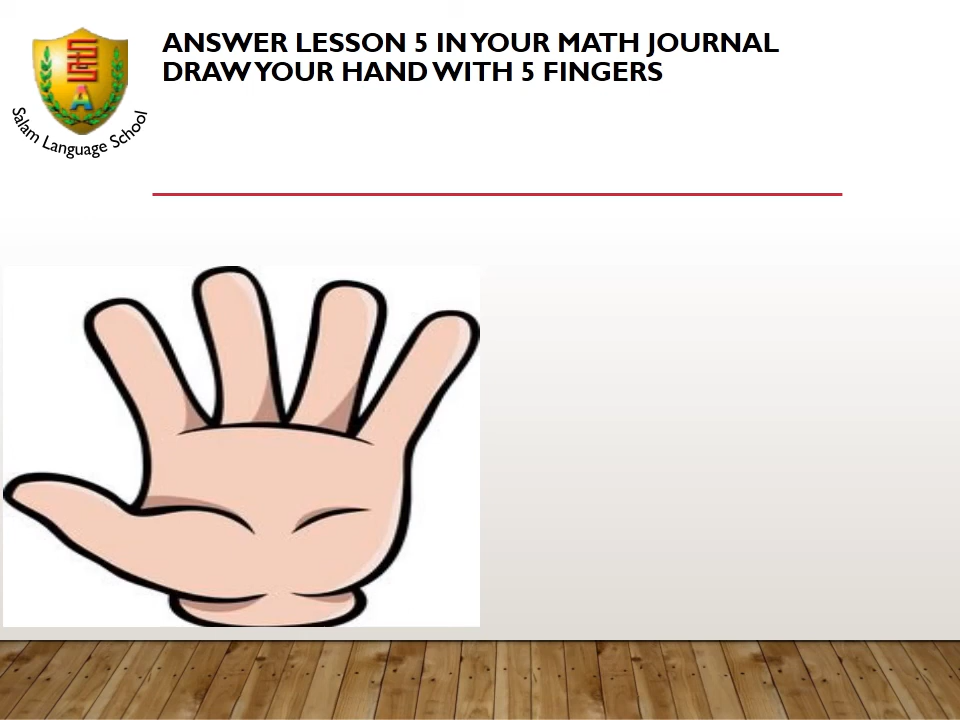 ANSWER LESSON 5 IN YOUR MATH JOURNAL
DRAW YOUR HAND WITH 5 FINGERS
Salam Language School